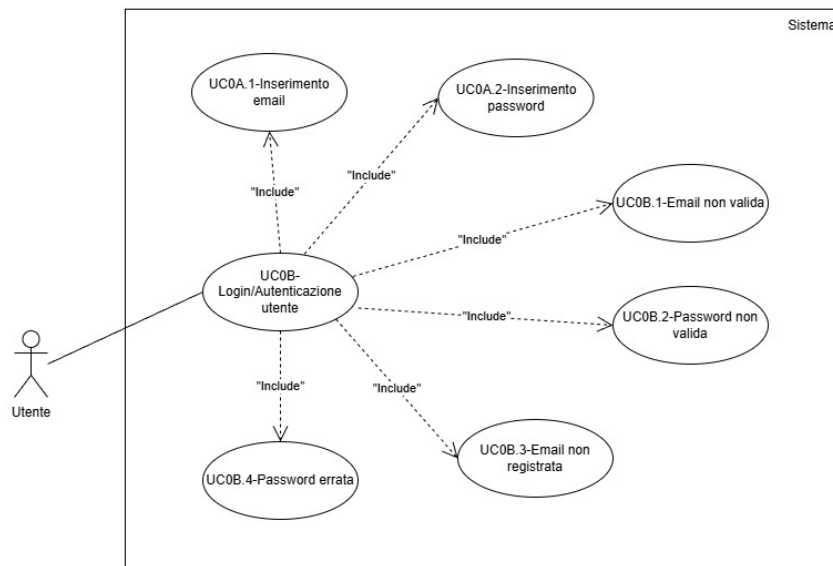 Sistema
UC0A.1-Inserimento
email
UC0A.2-Inserimento
password
"Include"
"Include"
UC0B.1-Email non valida
"Include"
UC0B-
Login/Autenticazione
utente
"Include"
UC0B.2-Password non
valida
Utente
"Include"
"Include"
UC0B.4-Password errata
UC0B.3-Email non
registrata